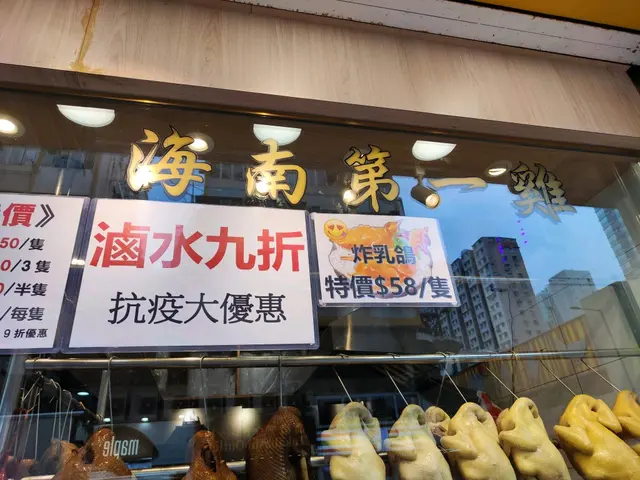 海南第一雞
價》
50/隻
0/3隻
/半隻
/每隻
9折優惠
滷水九折
抗疫大優惠
炸乳鴿
特價$58/隻
maple